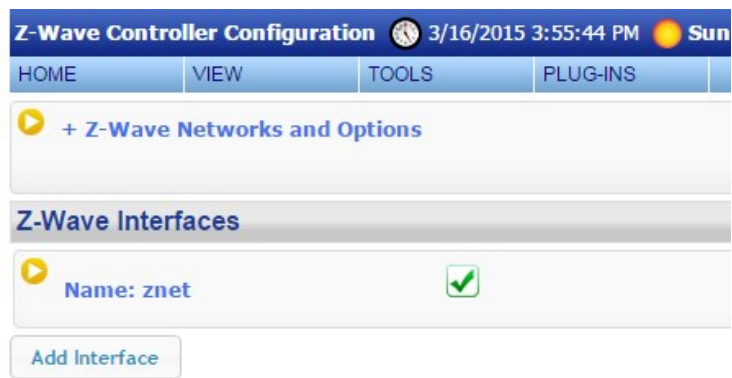 Z-Wave Controller Configuration 3/16/2015 3:55:44 PM Sun
HOME VIEW TOOLS PLUG-INS
+ Z-Wave Networks and Options
Z-Wave Interfaces
Name: znet
Add Interface